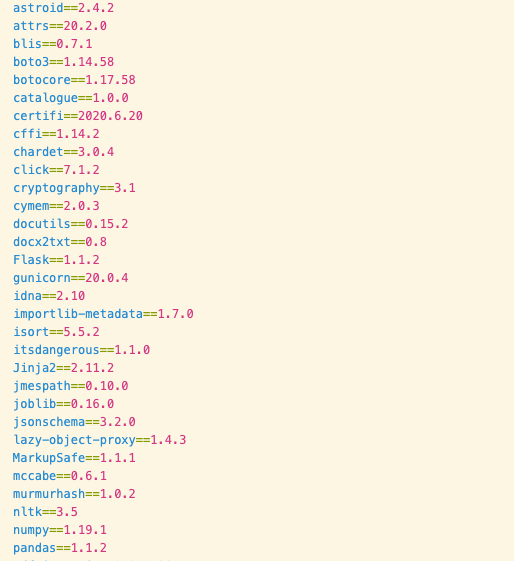 astroid==2.4.2
attrs==20.2.0
blis==0.7.1
boto3==1.14.58
botocore==1.17.58
catalogue==1.0.0
certifi==2020.6.20
cffi==1.14.2
chardet==3.0.4
click==7.1.2
cryptography==3.1
cymem==2.0.3
docutils==0.15.2
docx2txt==0.8
Flask==1.1.2
gunicorn==20.0.4
idna==2.10
importlib-metadata==1.7.0
isort==5.5.2
itsdangerous==1.1.0
Jinja2==2.11.2
jmespath==0.10.0
joblib==0.16.0
jsonschema==3.2.0
lazy-object-proxy==1.4.3
MarkupSafe==1.1.1
mccabe==0.6.1
murmurhash==1.0.2
nltk==3.5
numpy==1.19.1
pandas==1.1.2